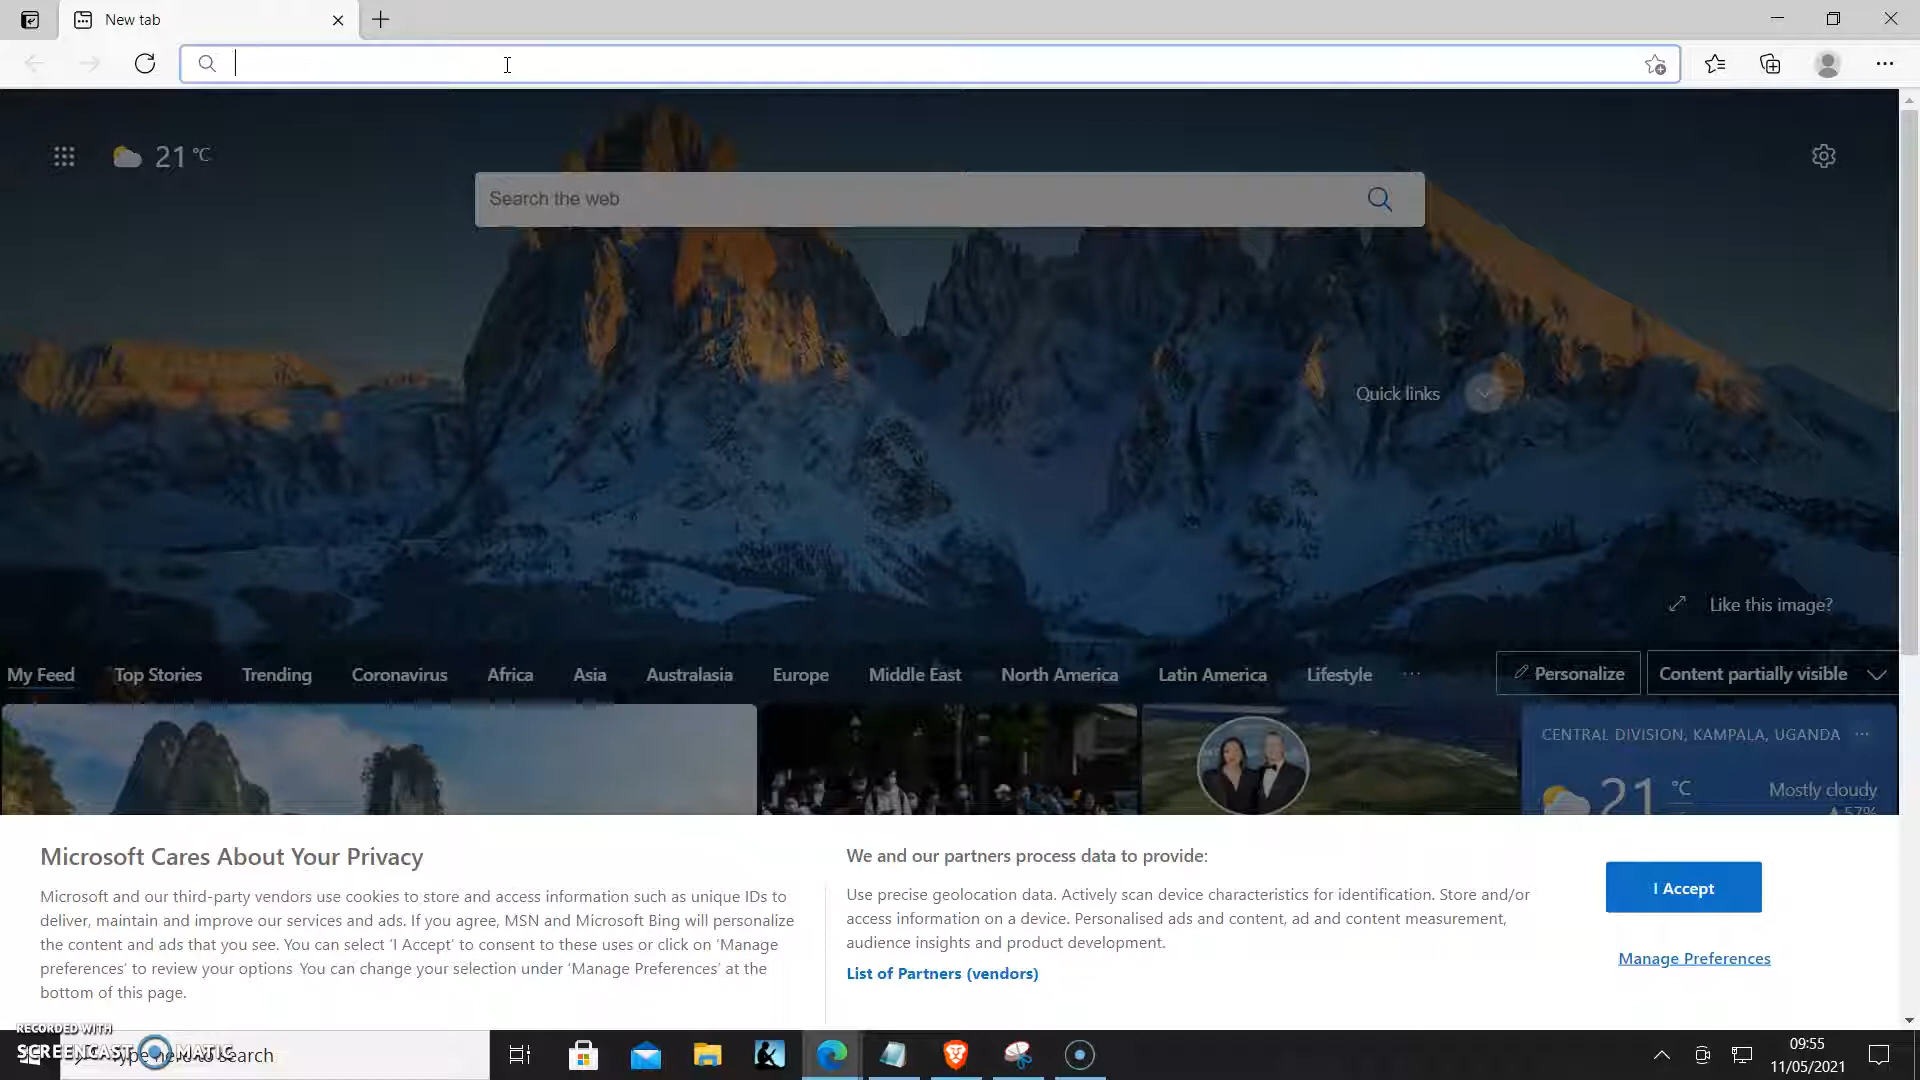 New tab
21 °C
Search the web
Quick links
Like this image?
My Feed Top Stories Trending Coronavirus Africa Asia Australasia Europe Middle East North America Latin America Lifestyle ... Personalize Content partially visible
CENTRAL DIVISION, KAMPALA, UGANDA ...
21 °C Mostly cloudy
57%
Microsoft Cares About Your Privacy
Microsoft and our third-party vendors use cookies to store and access information such as unique IDs to
deliver, maintain and improve our services and ads. If you agree, MSN and Microsoft Bing will personalize
the content and ads that you see. You can select 'I Accept' to consent to these uses or click on 'Manage
preferences' to review your options You can change your selection under 'Manage Preferences' at the
bottom of this page.
We and our partners process data to provide:
Use precise geolocation data. Actively scan device characteristics for identification. Store and/or
access information on a device. Personalised ads and content, ad and content measurement,
audience insights and product development.
List of Partners (vendors)
I Accept
Manage Preferences
RECORDED WITH
SCREENCAST MATIC
Type here to search
09:55
11/05/2021